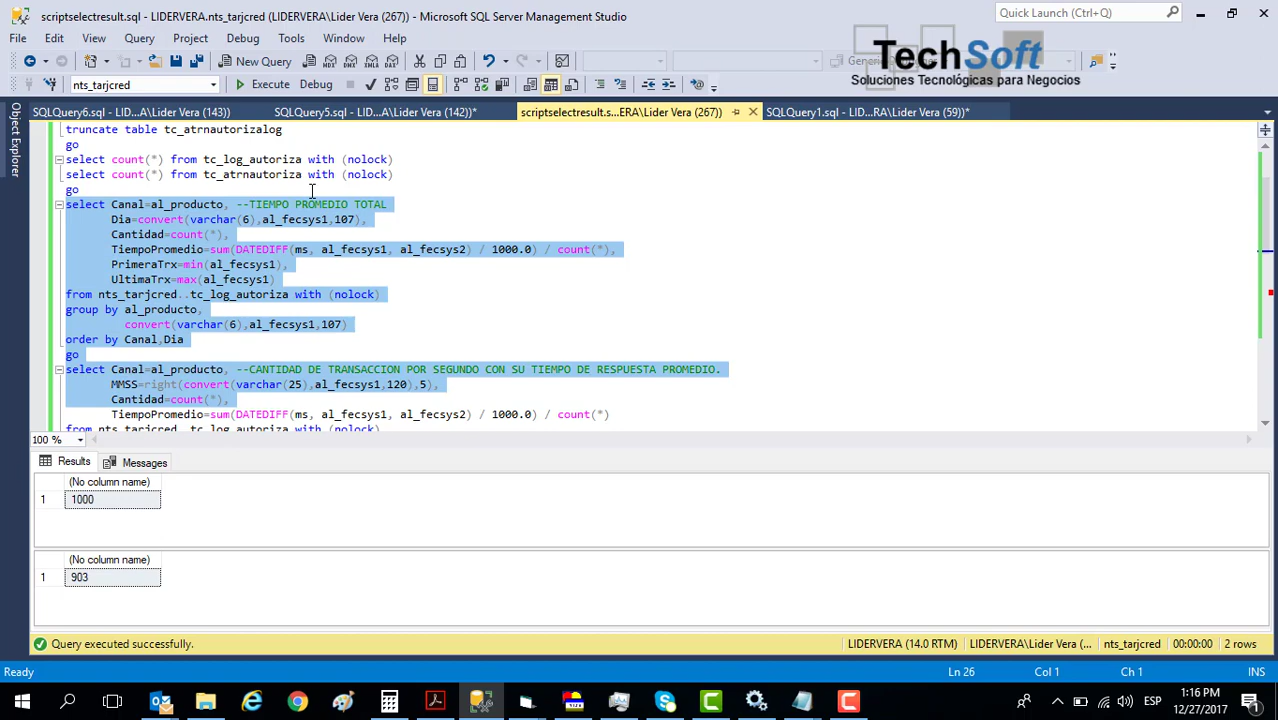 scriptselectresult.sql - LIDERVERA.nts_tarjcred (LIDERVERA\Lider Vera (267)) - Microsoft SQL Server Management Studio
Quick Launch (Ctrl+Q)
File Edit View Query Project Debug Tools Window Help
TechSoft
Soluciones Tecnológicas para Negocios
New Query
nts_tarjcred
Execute Debug
SQLQuery6.sql - LID...A\Lider Vera (143))
SQLQuery5.sql - LID...A\Lider Vera (142))*
scriptselectresult.s...ERA\Lider Vera (267))
SQLQuery1.sql - LID...RA\Lider Vera (59))*
Object Explorer
truncate table tc_atrnautorizalog
go
select count(*) from tc_log_autoriza with (nolock)
select count(*) from tc_atrnautoriza with (nolock)
go
select Canal=al_producto, --TIEMPO PROMEDIO TOTAL
Dia=convert(varchar(6),al_fecsys1,107),
Cantidad=count(*),
TiempoPromedio=sum(DATEDIFF(ms, al_fecsys1, al_fecsys2) / 1000.0) / count(*),
PrimeraTrx=min(al_fecsys1),
UltimaTrx=max(al_fecsys1)
from nts_tarjcred..tc_log_autoriza with (nolock)
group by al_producto,
convert(varchar(6),al_fecsys1,107)
order by Canal,Dia
go
select Canal=al_producto, --CANTIDAD DE TRANSACCION POR SEGUNDO CON SU TIEMPO DE RESPUESTA PROMEDIO.
MMSS=right(convert(varchar(25),al_fecsys1,120),5),
Cantidad=count(*),
TiempoPromedio=sum(DATEDIFF(ms, al_fecsys1, al_fecsys2) / 1000.0) / count(*)
from nts_tarjcred..tc_log_autoriza with (nolock)
100 %
Results Messages
(No column name)
1 1000
(No column name)
1 903
Query executed successfully.
LIDERVERA (14.0 RTM) LIDERVERA\Lider Vera (... nts_tarjcred 00:00:00 2 rows
Ready
Ln 26 Col 1 Ch 1 INS
ESP
1:16 PM
12/27/2017